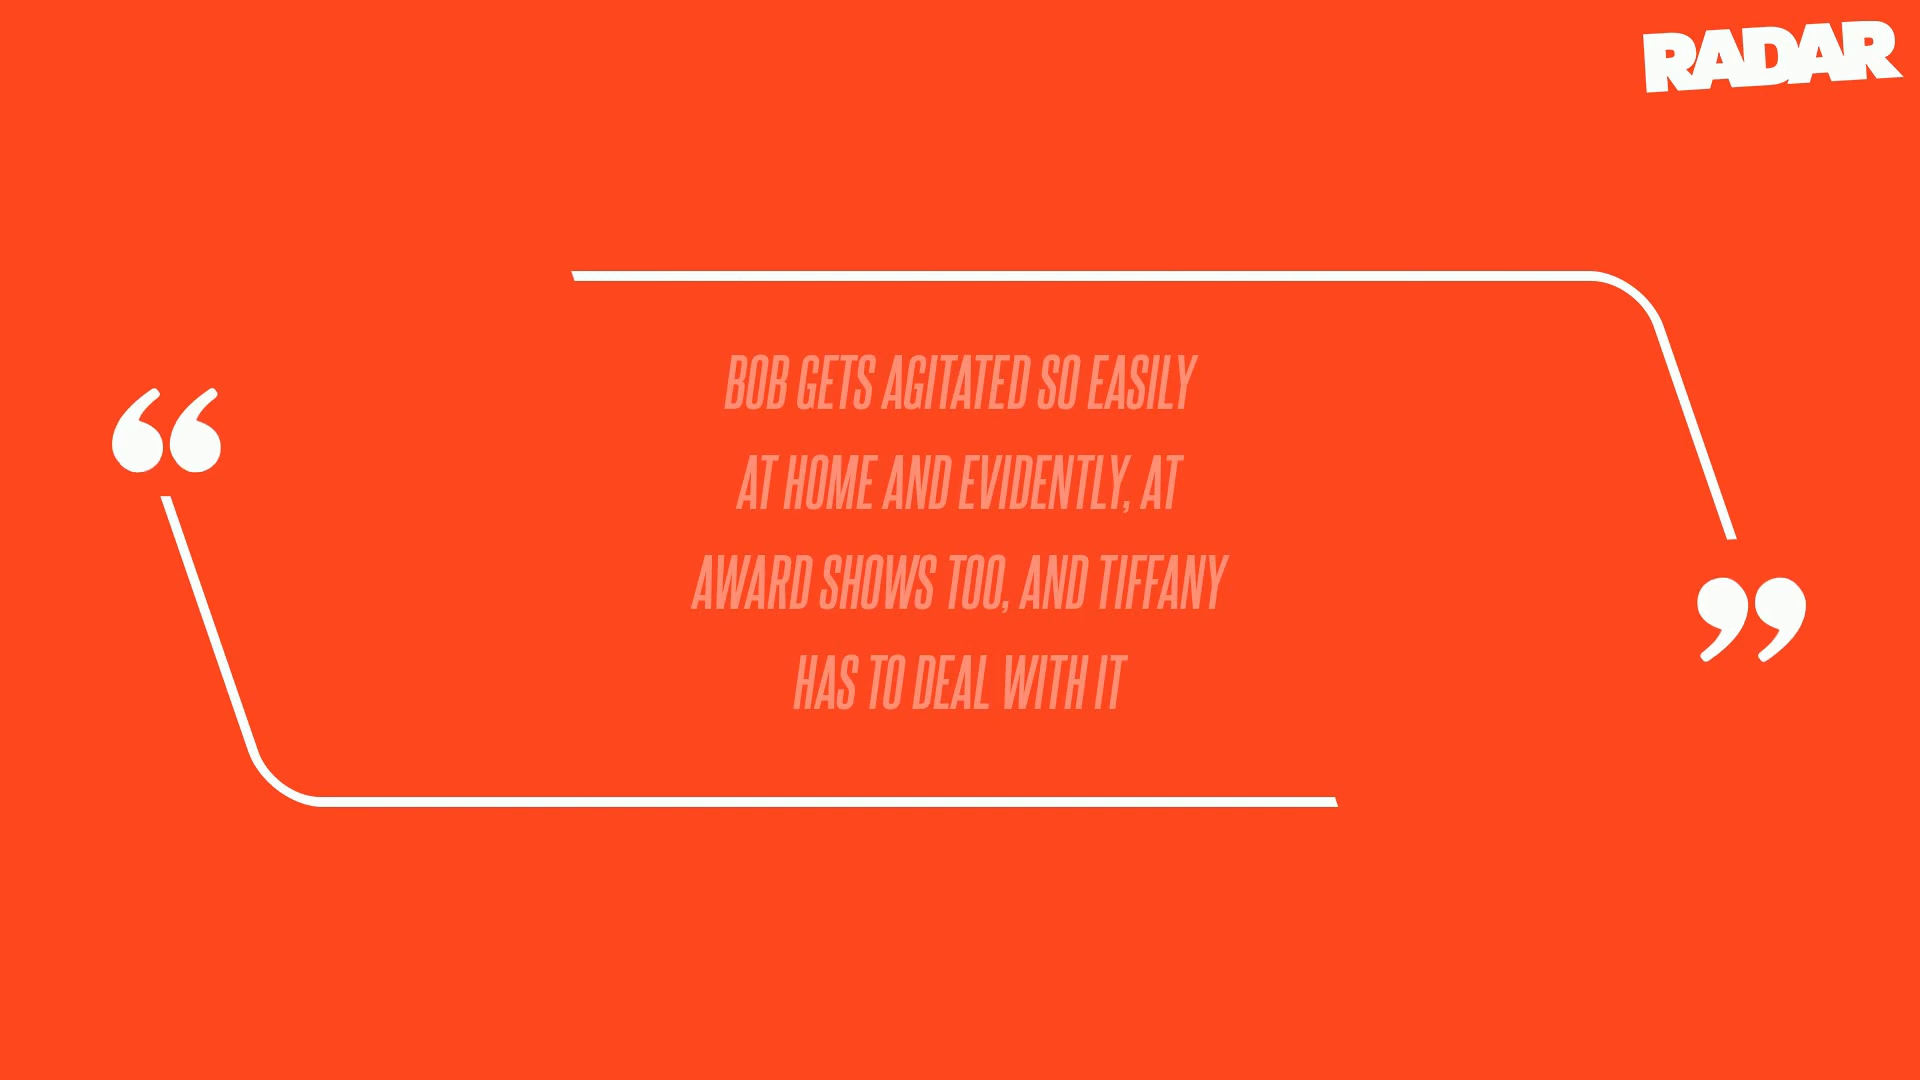 RADAR
“
BOB GETS AGITATED SO EASILY
AT HOME AND EVIDENTLY, AT
AWARD SHOWS TOO, AND TIFFANY
HAS TO DEAL WITH IT
”